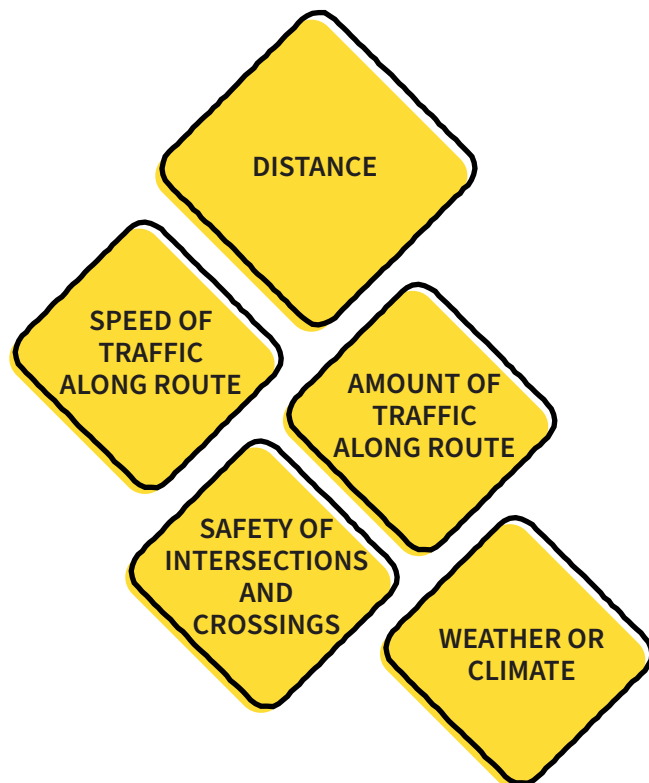 DISTANCE
SPEED OF
TRAFFIC
ALONG ROUTE
AMOUNT OF
TRAFFIC
ALONG ROUTE
SAFETY OF
INTERSECTIONS
AND
CROSSINGS
WEATHER OR
CLIMATE